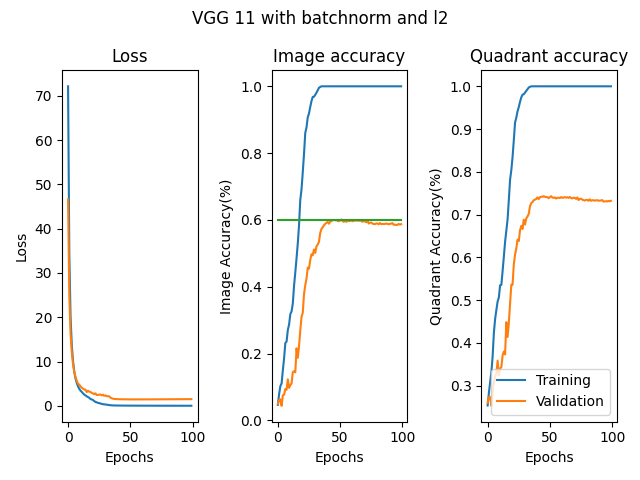 VGG 11 with batchnorm and l2
Loss
Image accuracy
Quadrant accuracy
Loss
70
60
50
40
30
20
10
0
0
50
100
Epochs
Image Accuracy(%)
1.0
0.8
0.6
0.4
0.2
0.0
0
50
100
Epochs
Quadrant Accuracy(%)
1.0
0.9
0.8
0.7
0.6
0.5
0.4
0.3
0
50
100
Epochs
Training
Validation